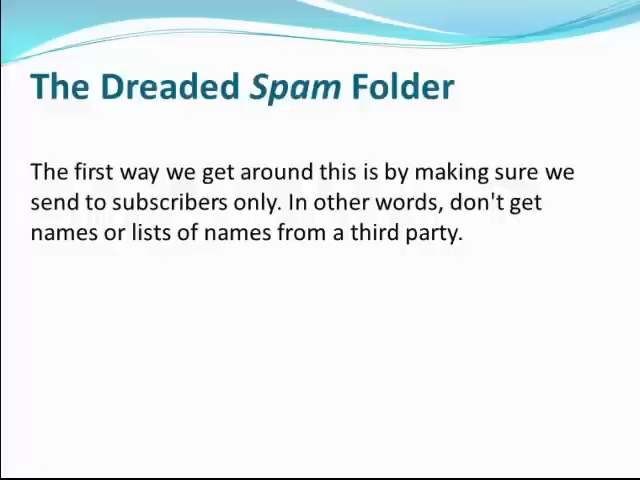 The Dreaded Spam Folder
The first way we get around this is by making sure we
send to subscribers only. In other words, don't get
names or lists of names from a third party.